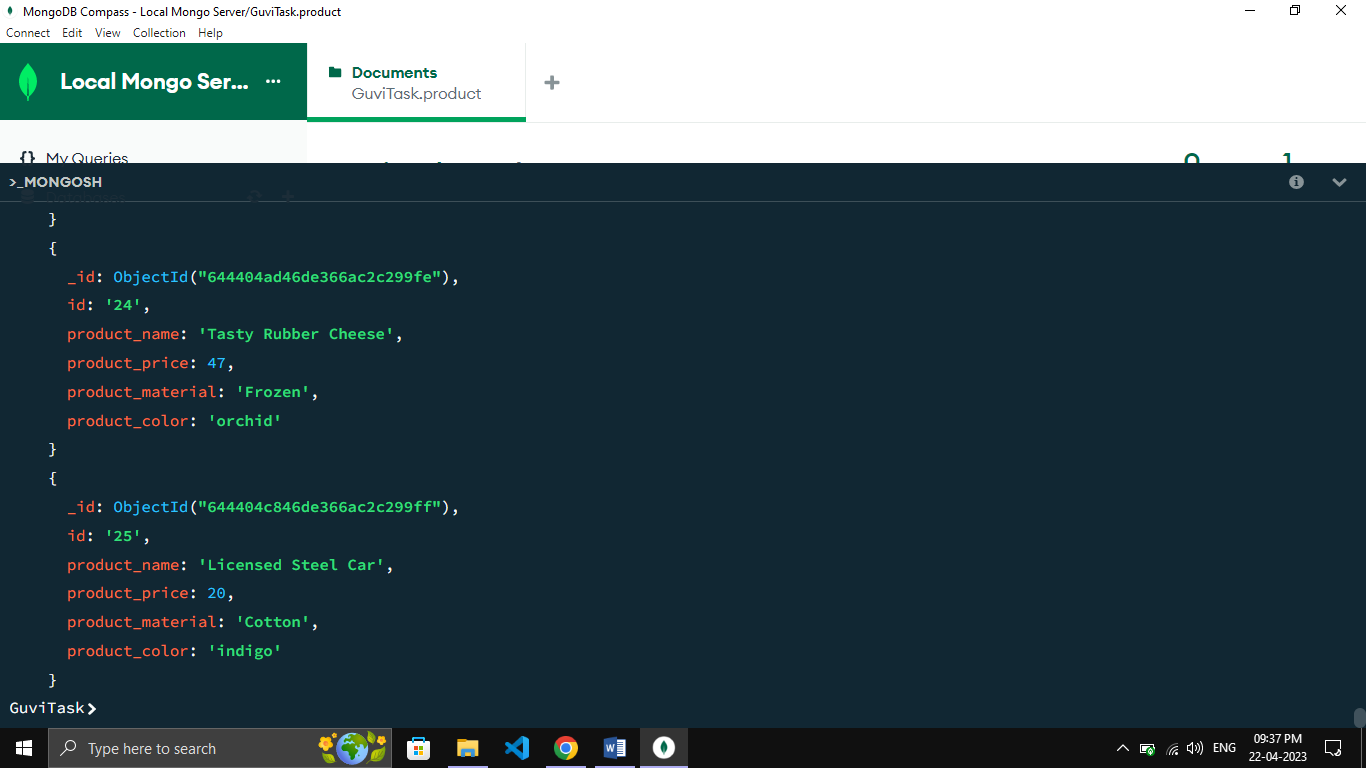 MongoDB Compass - Local Mongo Server/GuviTask.product
Connect Edit View Collection Help
Local Mongo Ser... ...
Documents
GuviTask.product
+
{} My Queries
>_MONGOSH
}
{
_id: ObjectId("644404ad46de366ac2c299fe"),
id: '24',
product_name: 'Tasty Rubber Cheese',
product_price: 47,
product_material: 'Frozen',
product_color: 'orchid'
}
{
_id: ObjectId("644404c846de366ac2c299ff"),
id: '25',
product_name: 'Licensed Steel Car',
product_price: 20,
product_material: 'Cotton',
product_color: 'indigo'
}
GuviTask>
Type here to search
ENG
09:37 PM
22-04-2023